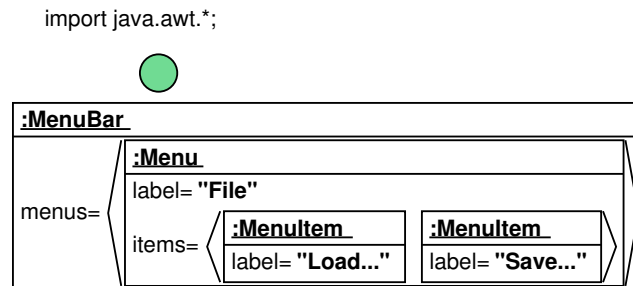 import java.awt.*;
:MenuBar
:Menu
label= "File"
menus=
items=
:MenuItem :MenuItem
label= "Load..." label= "Save..."